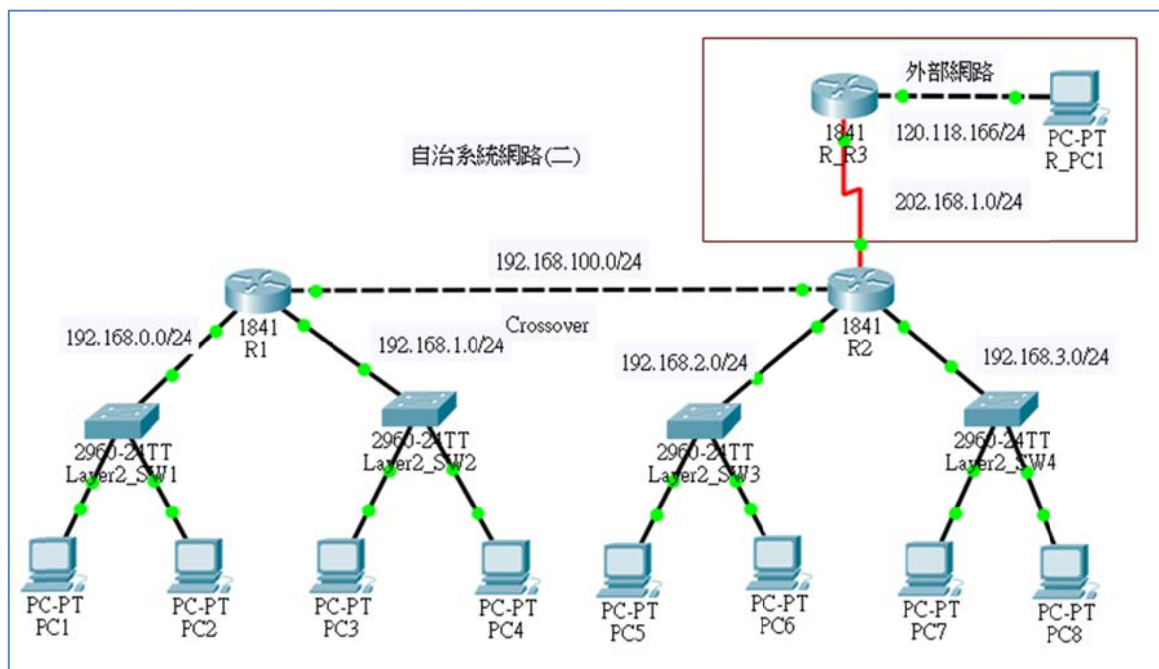 外部網路
120.118.166/24
1841
R_R3
PC-PT
R_PC1
自治系統網路(二)
202.168.1.0/24
192.168.100.0/24
Crossover
1841
R1
1841
R2
192.168.0.0/24
192.168.1.0/24
192.168.2.0/24
192.168.3.0/24
2960-24TT
Layer2_SW1
2960-24TT
Layer2_SW2
2960-24TT
Layer2_SW3
2960-24TT
Layer2_SW4
PC-PT
PC1
PC-PT
PC2
PC-PT
PC3
PC-PT
PC4
PC-PT
PC5
PC-PT
PC6
PC-PT
PC7
PC-PT
PC8